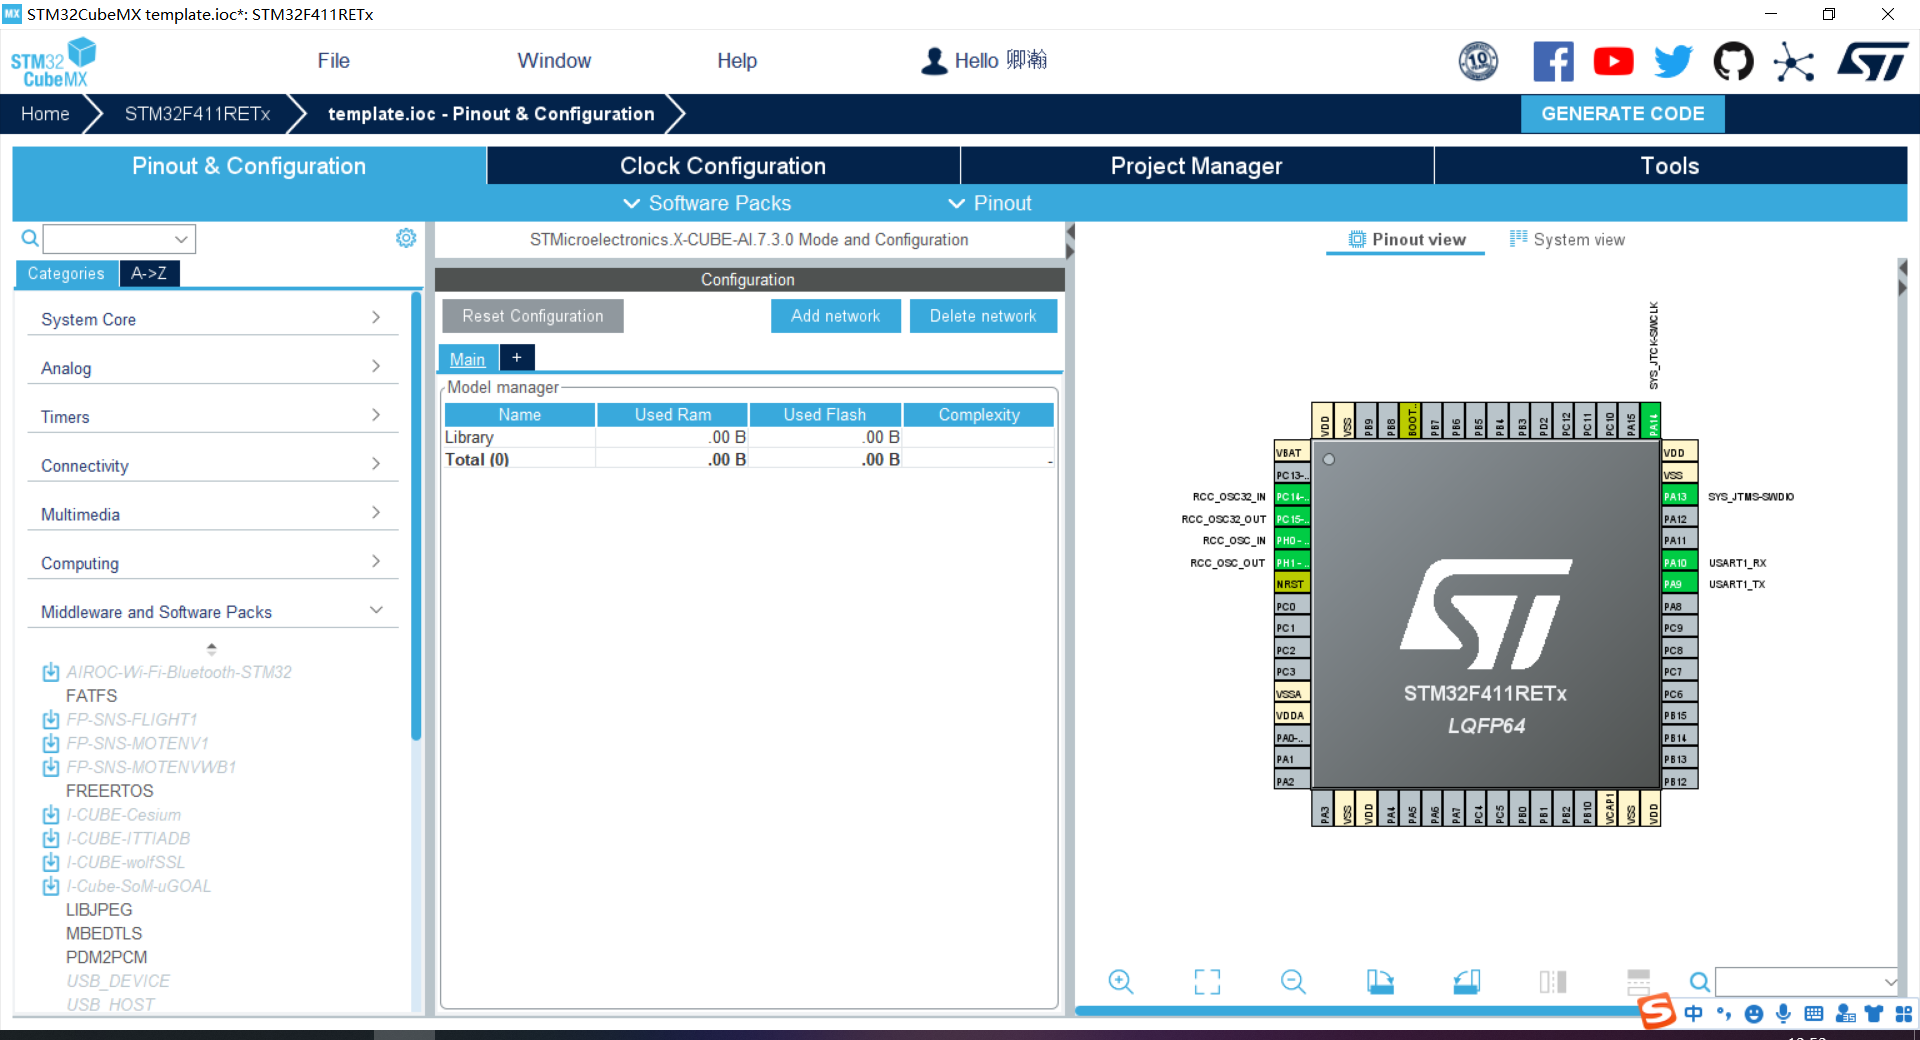 STM32CubeMX template.ioc*: STM32F411RETx
STM32 CubeMX
File
Window
Help
Hello 卿瀚
10
Home
STM32F411RETx
template.ioc - Pinout & Configuration
GENERATE CODE
Pinout & Configuration
Clock Configuration
Project Manager
Tools
Software Packs
Pinout
Categories
A->Z
System Core
Analog
Timers
Connectivity
Multimedia
Computing
Middleware and Software Packs
AIROC-Wi-Fi-Bluetooth-STM32
FATFS
FP-SNS-FLIGHT1
FP-SNS-MOTENV1
FP-SNS-MOTENVWB1
FREERTOS
I-CUBE-Cesium
I-CUBE-ITTIADB
I-CUBE-wolfSSL
I-Cube-SoM-uGOAL
LIBJPEG
MBEDTLS
PDM2PCM
USB_DEVICE
USB_HOST
STMicroelectronics.X-CUBE-AI.7.3.0 Mode and Configuration
Configuration
Reset Configuration
Add network
Delete network
Main
+
Model manager
Name Used Ram Used Flash Complexity
Library .00 B .00 B
Total (0) .00 B .00 B -
Pinout view
System view
SYS_JTCK-SWCLK
VDD VSS PB9 PB8 BOOT.. PB7 PB6 PB5 PB4 PB3 PD2 PC12 PC11 PC10 PA15 PA14
VBAT
PC13-..
RCC_OSC32_IN PC14-..
RCC_OSC32_OUT PC15-..
RCC_OSC_IN PH0-..
RCC_OSC_OUT PH1-..
NRST
PC0
PC1
PC2
PC3
VSSA
VDDA
PA0-..
PA1
PA2
VDD
VSS
PA13 SYS_JTMS-SWDIO
PA12
PA11
PA10 USART1_RX
PA9 USART1_TX
PA8
PC9
PC8
PC7
PC6
PB15
PB14
PB13
PB12
ST
STM32F411RETx
LQFP64
PA3 VSS VDD PA4 PA5 PA6 PA7 PC4 PC5 PB0 PB1 PB2 PB10 VCAP1 VSS VDD
S 中